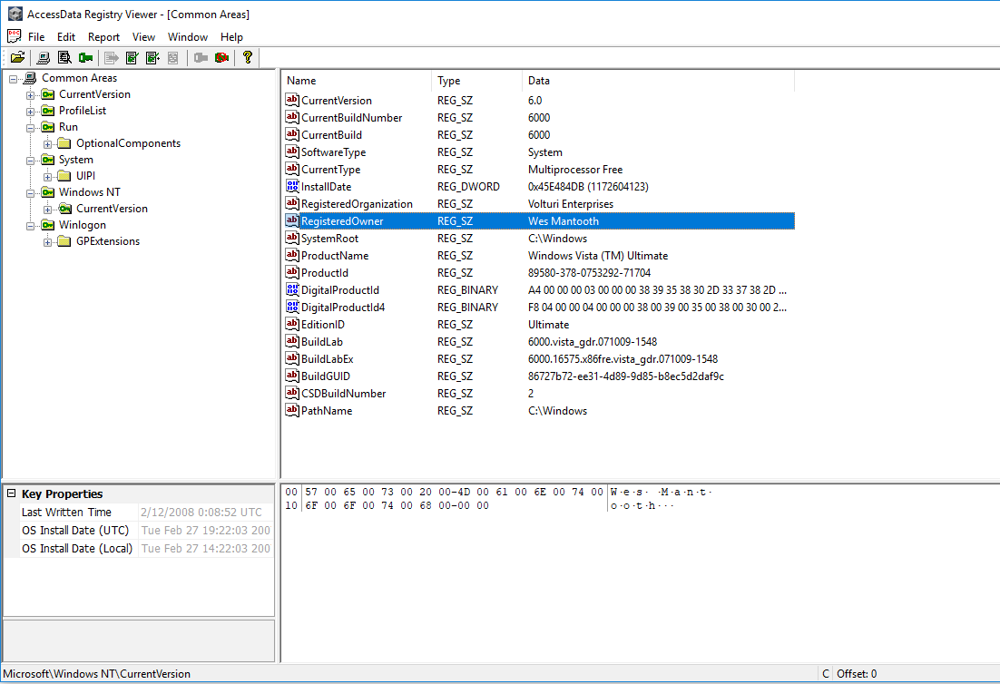 AccessData Registry Viewer - [Common Areas]
File Edit Report View Window Help
Common Areas
CurrentVersion
ProfileList
Run
OptionalComponents
System
UIPI
Windows NT
CurrentVersion
Winlogon
GPExtensions
Name Type Data
CurrentVersion REG_SZ 6.0
CurrentBuildNumber REG_SZ 6000
CurrentBuild REG_SZ 6000
SoftwareType REG_SZ System
CurrentType REG_SZ Multiprocessor Free
InstallDate REG_DWORD 0x45E484DB (1172604123)
RegisteredOrganization REG_SZ Volturi Enterprises
RegisteredOwner REG_SZ Wes Mantooth
SystemRoot REG_SZ C:\Windows
ProductName REG_SZ Windows Vista (TM) Ultimate
ProductId REG_SZ 89580-378-0753292-71704
DigitalProductId REG_BINARY A4 00 00 00 03 00 00 00 38 39 35 38 30 2D 33 37 38 2D ...
DigitalProductId4 REG_BINARY F8 04 00 00 04 00 00 00 38 00 39 00 35 00 38 00 30 00 2...
EditionID REG_SZ Ultimate
BuildLab REG_SZ 6000.vista_gdr.071009-1548
BuildLabEx REG_SZ 6000.16575.x86fre.vista_gdr.071009-1548
BuildGUID REG_SZ 86727b72-ee31-4d89-9d85-b8ec5d2daf9c
CSDBuildNumber REG_SZ 2
PathName REG_SZ C:\Windows
Key Properties
Last Written Time 2/12/2008 0:08:52 UTC
OS Install Date (UTC) Tue Feb 27 19:22:03 200
OS Install Date (Local) Tue Feb 27 14:22:03 200
00 57 00 65 00 73 00 20 00-4D 00 61 00 6E 00 74 00 W·e·s· ·M·a·n·t·
10 6F 00 6F 00 74 00 68 00-00 00 o·o·t·h···
Microsoft\Windows NT\CurrentVersion C Offset: 0